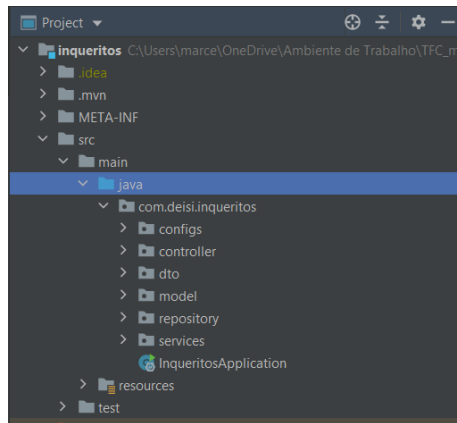 Project
inqueritos C:\Users\marce\OneDrive\Ambiente de Trabalho\TFC_m
.idea
.mvn
META-INF
src
main
java
com.deisi.inqueritos
configs
controller
dto
model
repository
services
InqueritosApplication
resources
test